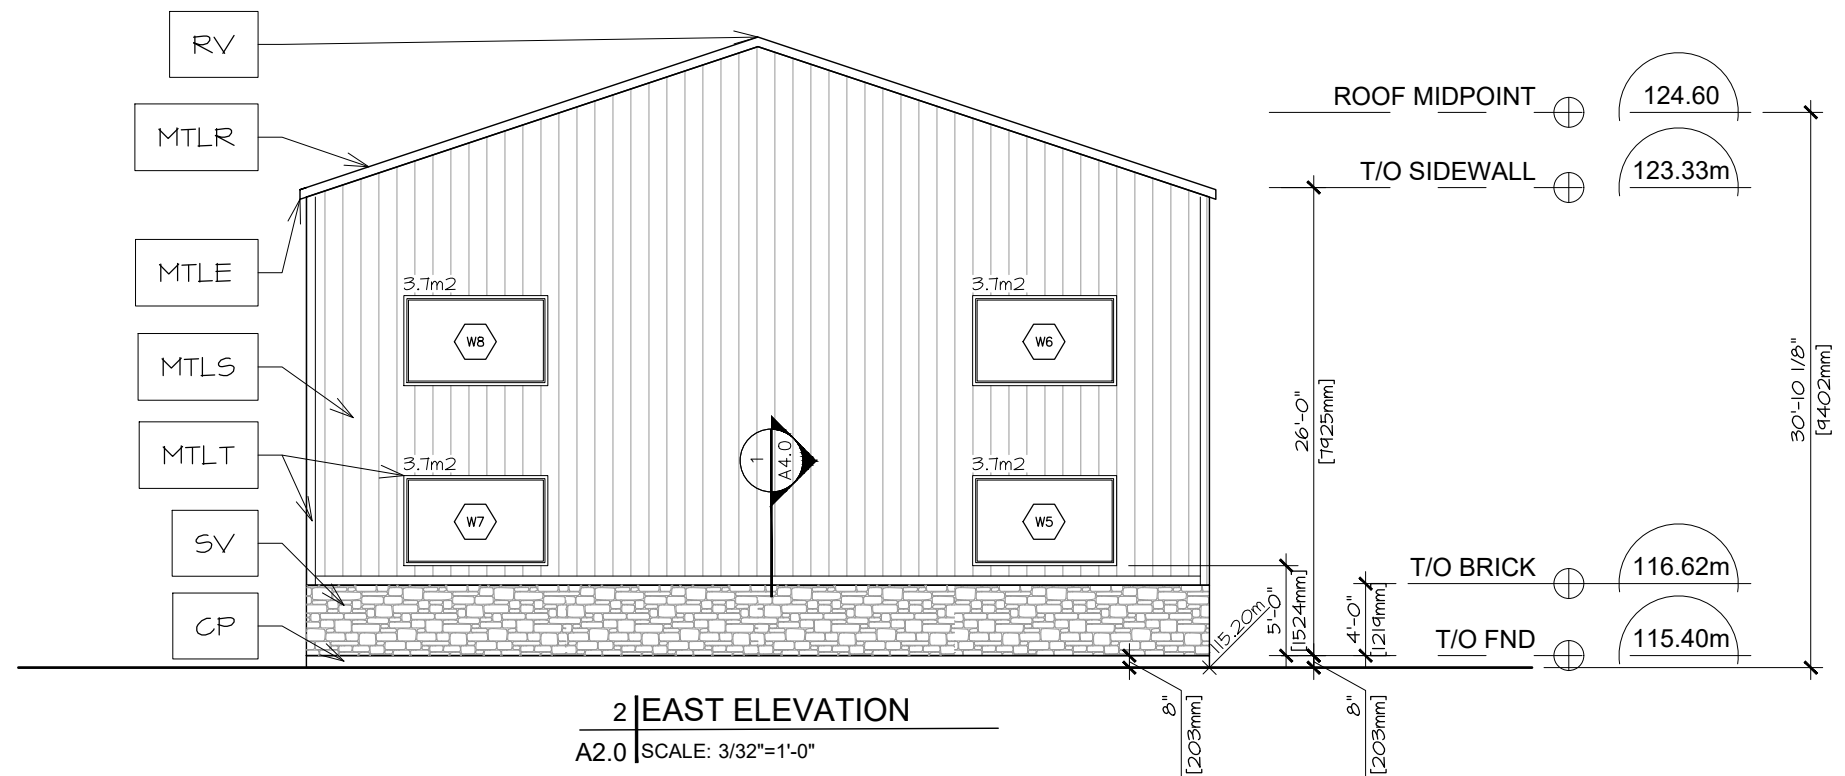 RV
MTLR
MTLE
MTLS
MTLT
SV
CP
3.7m2
3.7m2
W8
W6
3.7m2
3.7m2
W7
W5
1
A4.0
ROOF MIDPOINT
124.60
T/O SIDEWALL
123.33m
T/O BRICK
116.62m
T/O FND
115.40m
115.20m
5'-0"
[1524mm]
26'-0"
[7925mm]
4'-0"
[1219mm]
30'-10 1/8"
[9402mm]
8"
[203mm]
8"
[203mm]
2 EAST ELEVATION
A2.0 SCALE: 3/32"=1'-0"